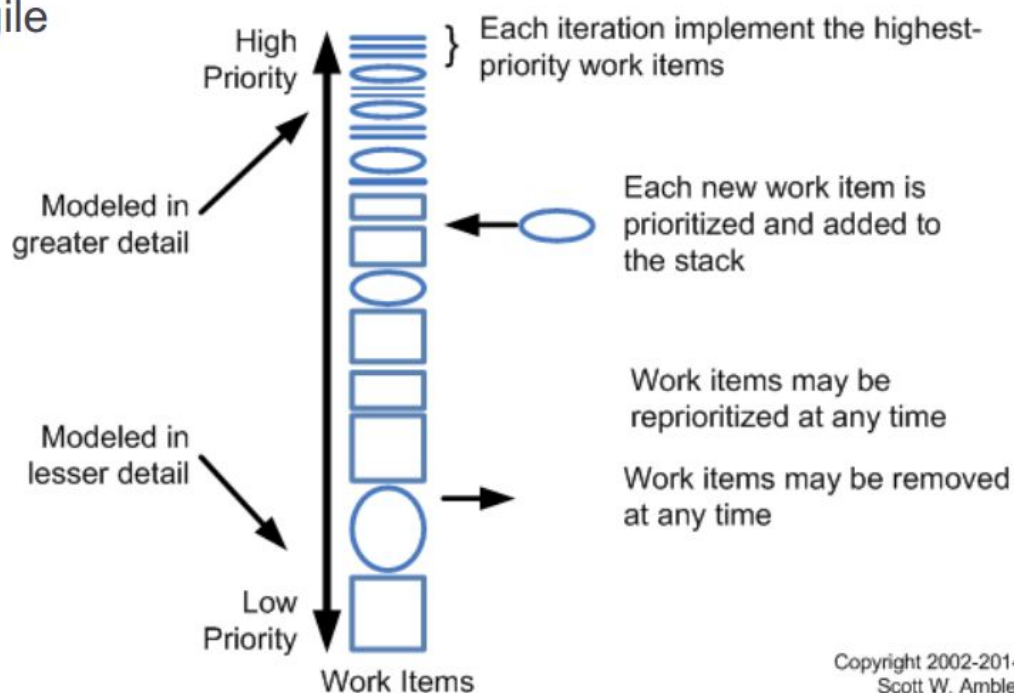 gile
High
Priority
}
Each iteration implement the highest-
priority work items
Modeled in
greater detail
Each new work item is
prioritized and added to
the stack
Work items may be
reprioritized at any time
Modeled in
lesser detail
Work items may be removed
at any time
Low
Priority
Work Items
Copyright 2002-201
Scott W. Amble